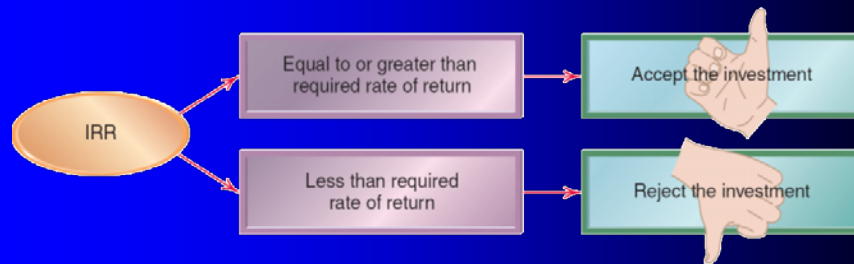 IRR
Equal to or greater than
required rate of return
Accept the investment
Less than required
rate of return
Reject the investment